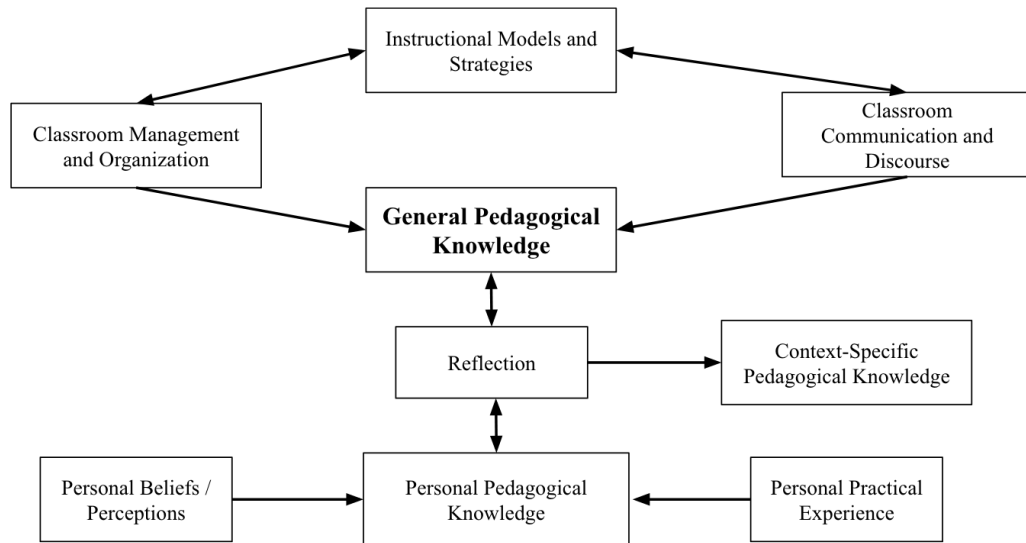 Instructional Models and
Strategies
Classroom Management
and Organization
Classroom
Communication and
Discourse
General Pedagogical
Knowledge
Reflection
Context-Specific
Pedagogical Knowledge
Personal Beliefs /
Perceptions
Personal Pedagogical
Knowledge
Personal Practical
Experience